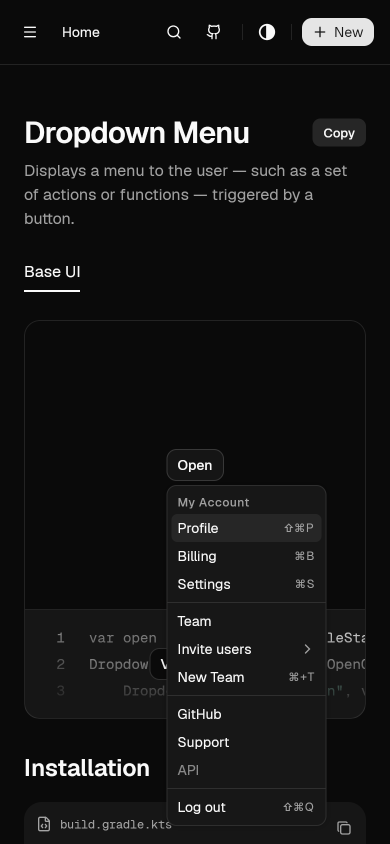 Home
New
Dropdown Menu
Copy
Displays a menu to the user — such as a set
of actions or functions — triggered by a
button.
Base UI
Open
My Account
Profile ⇧⌘P
Billing ⌘B
Settings ⌘S
Team
Invite users
New Team ⌘+T
GitHub
Support
API
Log out ⇧⌘Q
1 var open
2 Dropdow
3 Dropd
Installation
build.gradle.kts